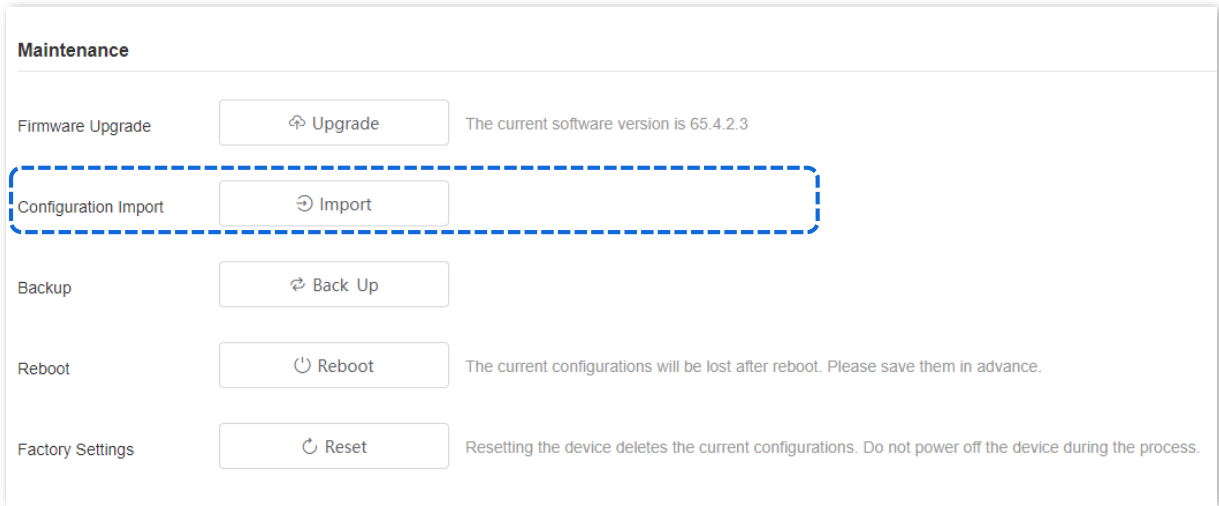 Maintenance
Firmware Upgrade Upgrade The current software version is 65.4.2.3
Configuration Import Import
Backup Back Up
Reboot Reboot The current configurations will be lost after reboot. Please save them in advance.
Factory Settings Reset Resetting the device deletes the current configurations. Do not power off the device during the process.